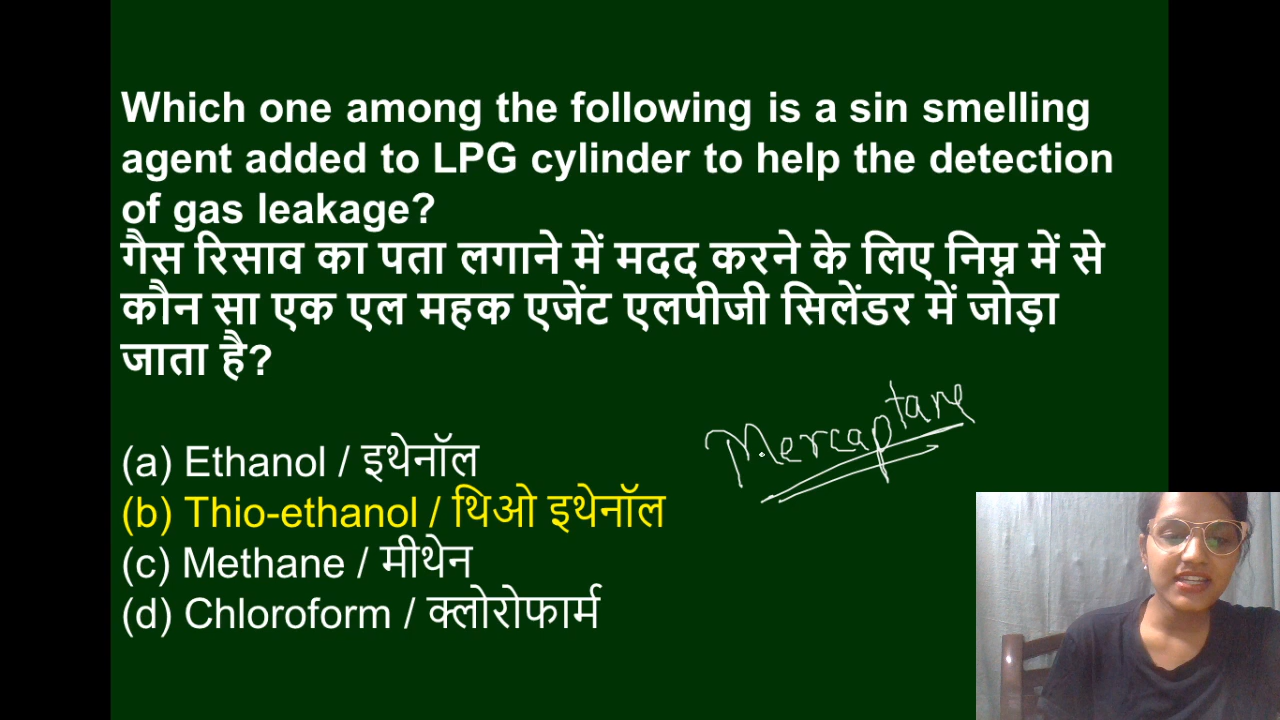 Which one among the following is a sin smelling
agent added to LPG cylinder to help the detection
of gas leakage?
गैस रिसाव का पता लगाने में मदद करने के लिए निम्न में से
कौन सा एक एल महक एजेंट एलपीजी सिलेंडर में जोड़ा
जाता है?
Mercaptane
(a) Ethanol / इथेनॉल
(b) Thio-ethanol / थिओ इथेनॉल
(c) Methane / मीथेन
(d) Chloroform / क्लोरोफार्म